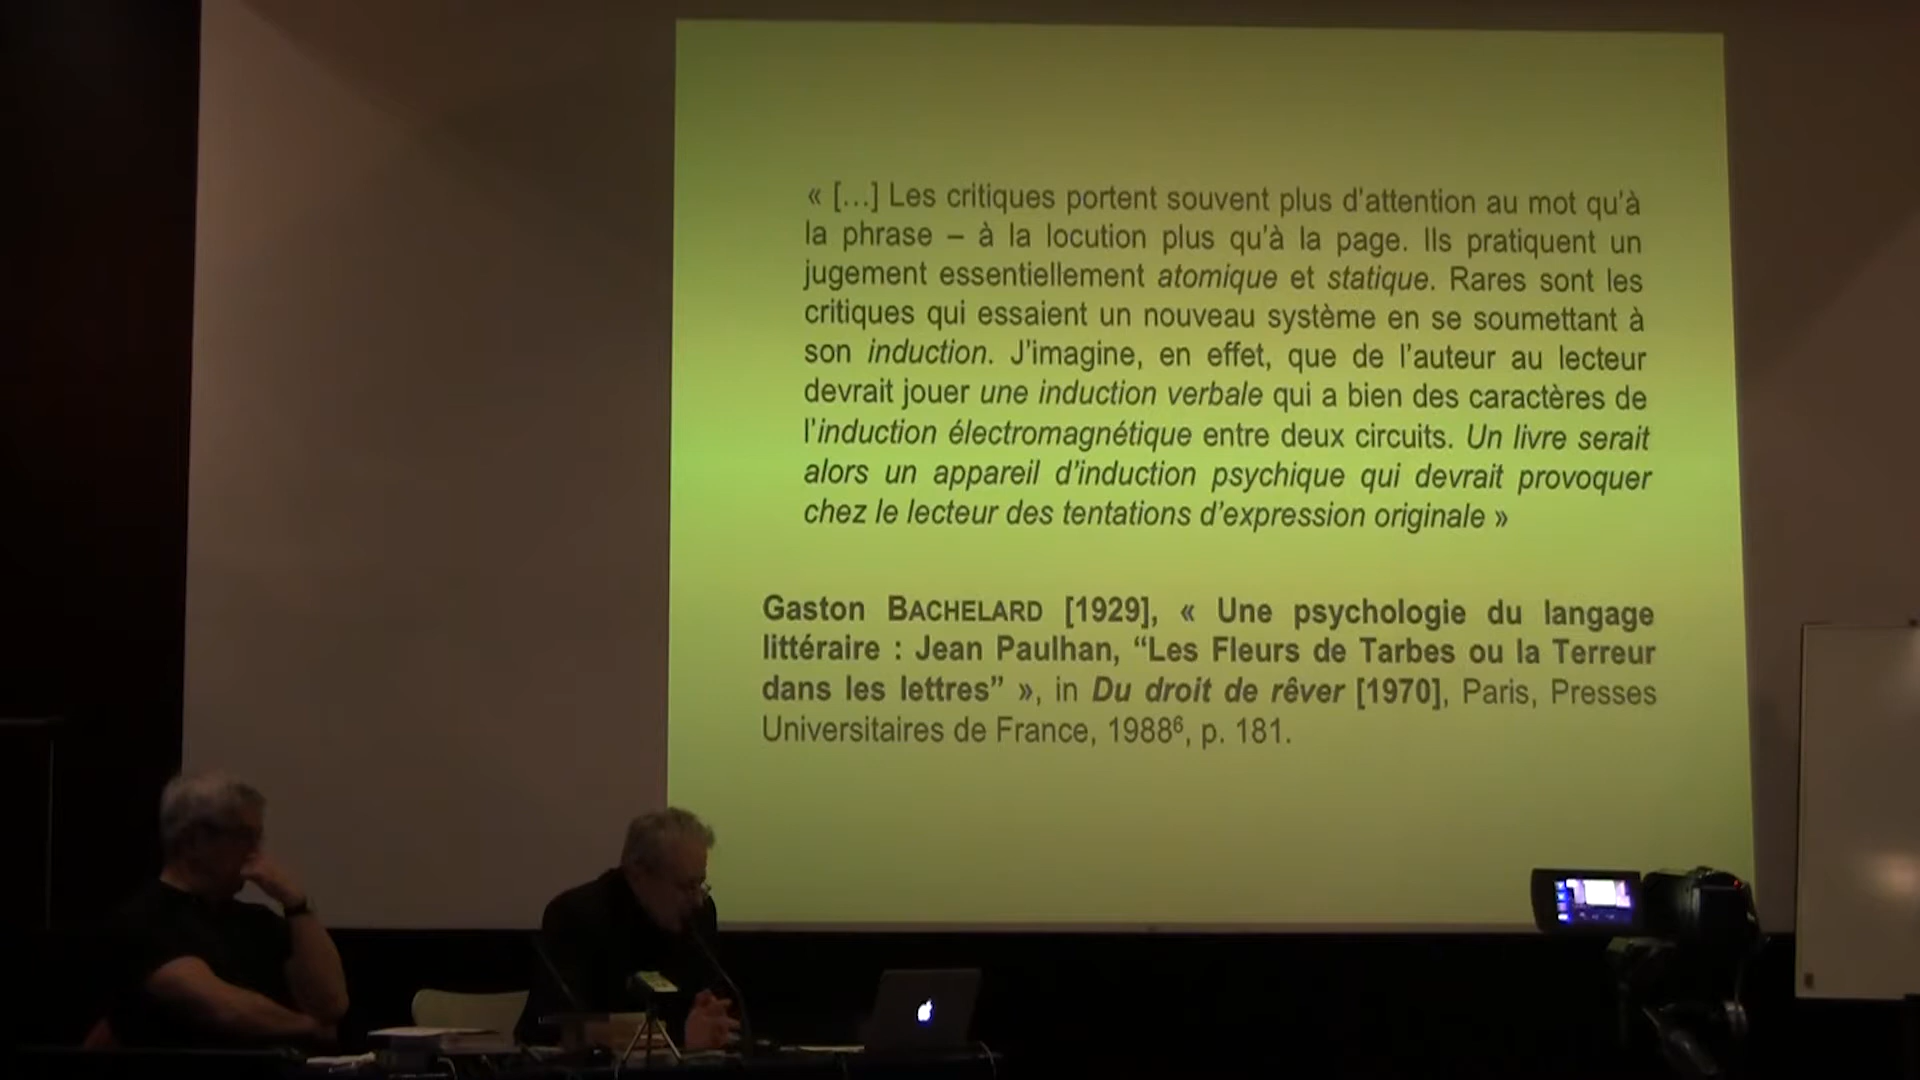 « […] Les critiques portent souvent plus d’attention au mot qu’à
la phrase – à la locution plus qu’à la page. Ils pratiquent un
jugement essentiellement atomique et statique. Rares sont les
critiques qui essaient un nouveau système en se soumettant à
son induction. J’imagine, en effet, que de l’auteur au lecteur
devrait jouer une induction verbale qui a bien des caractères de
l’induction électromagnétique entre deux circuits. Un livre serait
alors un appareil d’induction psychique qui devrait provoquer
chez le lecteur des tentations d’expression originale »
Gaston BACHELARD [1929], « Une psychologie du langage
littéraire : Jean Paulhan, “Les Fleurs de Tarbes ou la Terreur
dans les lettres” », in Du droit de rêver [1970], Paris, Presses
Universitaires de France, 1988⁶, p. 181.